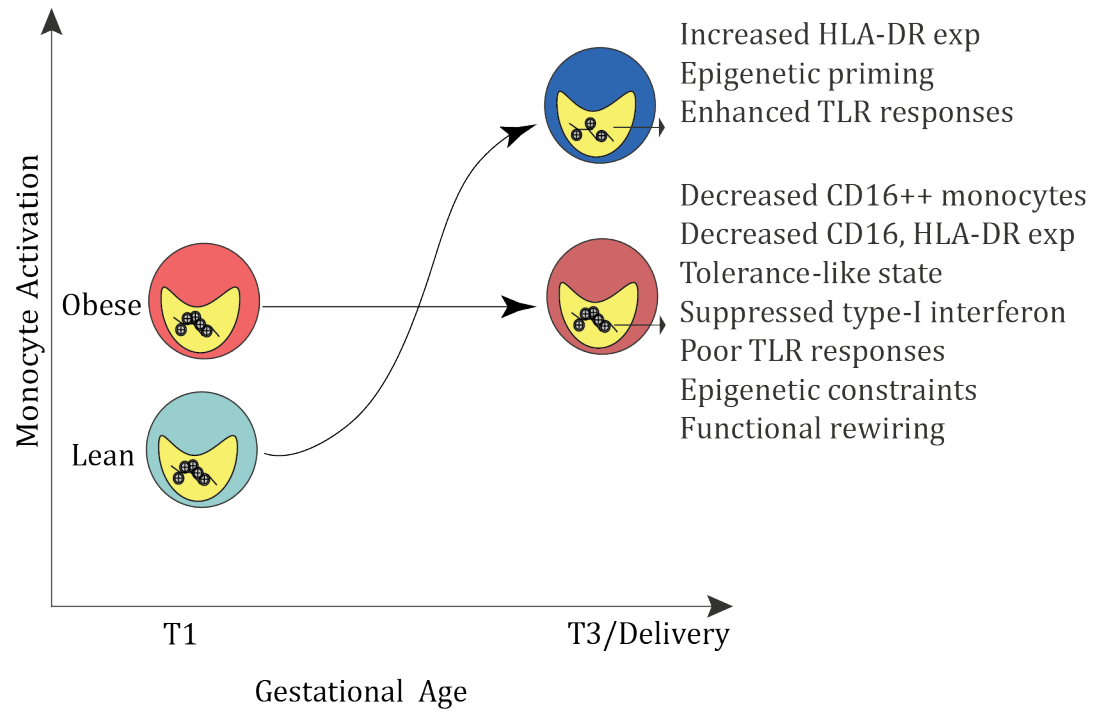 Increased HLA-DR exp
Epigenetic priming
Enhanced TLR responses
Decreased CD16++ monocytes
Decreased CD16, HLA-DR exp
Tolerance-like state
Suppressed type-I interferon
Poor TLR responses
Epigenetic constraints
Functional rewiring
Monocyte Activation
Obese
Lean
T1
T3/Delivery
Gestational Age